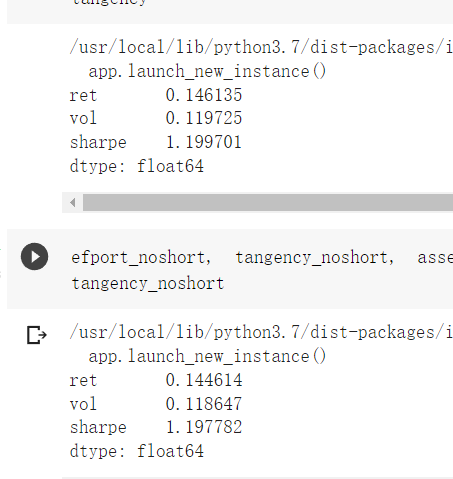 tangency
/usr/local/lib/python3.7/dist-packages/i
app.launch_new_instance()
ret 0.146135
vol 0.119725
sharpe 1.199701
dtype: float64
efport_noshort, tangency_noshort, asse
tangency_noshort
/usr/local/lib/python3.7/dist-packages/i
app.launch_new_instance()
ret 0.144614
vol 0.118647
sharpe 1.197782
dtype: float64